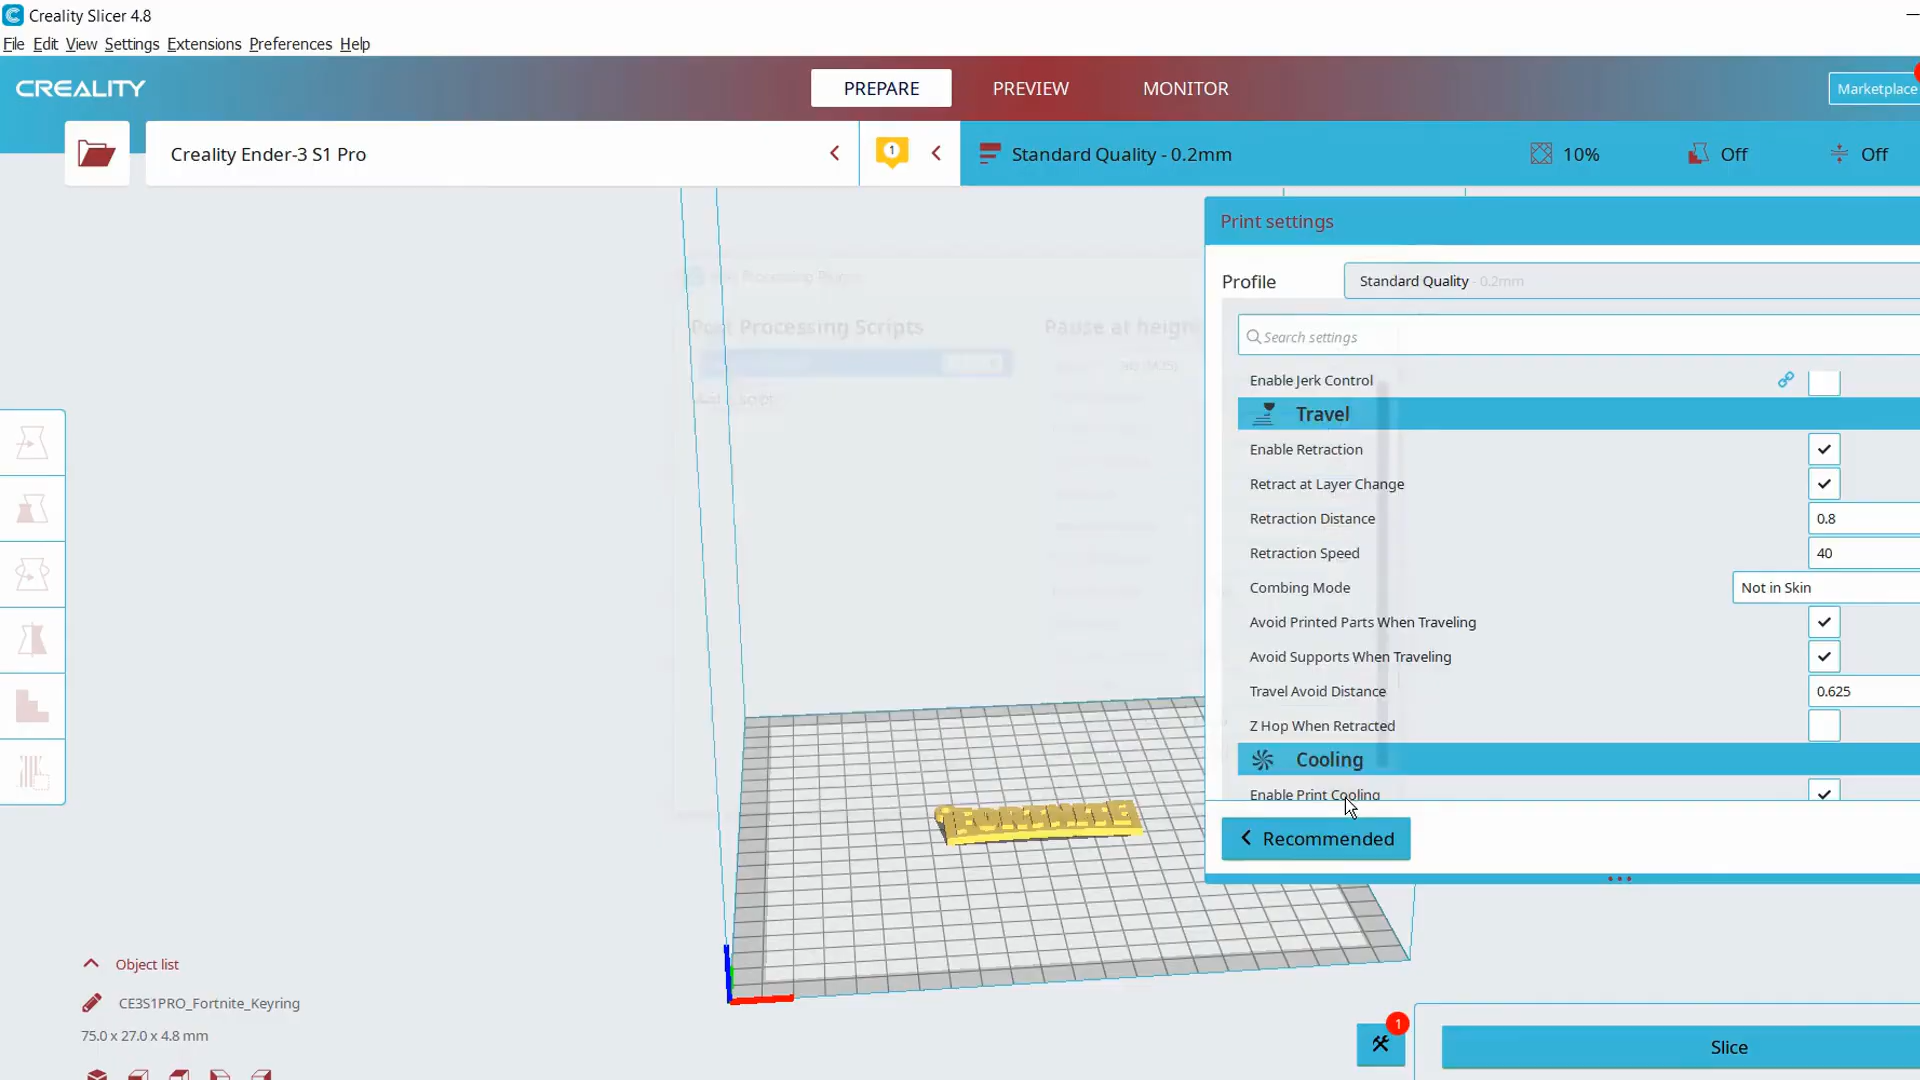 Creality Slicer 4.8
File Edit View Settings Extensions Preferences Help
CREALITY
PREPARE PREVIEW MONITOR
Marketplace
Creality Ender-3 S1 Pro
1
Standard Quality - 0.2mm
10%
Off
Off
Print settings
Profile
Standard Quality - 0.2mm
Search settings
Post Processing Scripts
Pause at height
Enable Jerk Control
Travel
Enable Retraction
Retract at Layer Change
Retraction Distance
0.8
Retraction Speed
40
Combing Mode
Not in Skin
Avoid Printed Parts When Traveling
Avoid Supports When Traveling
Travel Avoid Distance
0.625
Z Hop When Retracted
Cooling
Enable Print Cooling
Recommended
FORTNITE
Object list
CE3S1PRO_Fortnite_Keyring
75.0 x 27.0 x 4.8 mm
1
Slice